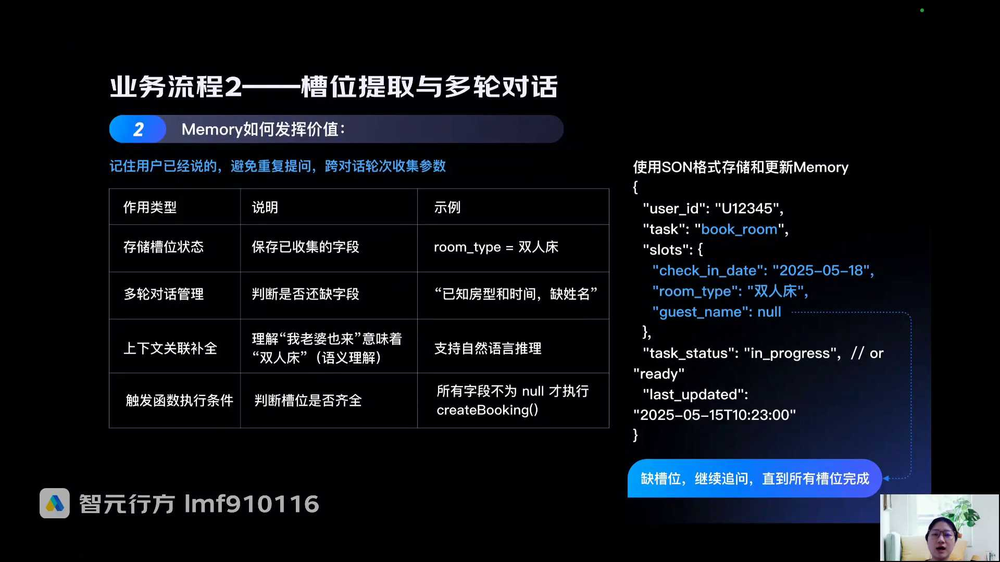 业务流程2——槽位提取与多轮对话
2
Memory如何发挥价值：
记住用户已经说的，避免重复提问，跨对话轮次收集参数
作用类型
说明
示例
存储槽位状态
保存已收集的字段
room_type = 双人床
多轮对话管理
判断是否还缺字段
“已知房型和时间，缺姓名”
上下文关联补全
理解“我老婆也来”意味着
“双人床”（语义理解）
支持自然语言推理
触发函数执行条件
判断槽位是否齐全
所有字段不为 null 才执行
createBooking()
使用SON格式存储和更新Memory
{
"user_id": "U12345",
"task": "book_room",
"slots": {
"check_in_date": "2025-05-18",
"room_type": "双人床",
"guest_name": null
},
"task_status": "in_progress",  // or
"ready"
"last_updated":
"2025-05-15T10:23:00"
}
缺槽位，继续追问，直到所有槽位完成
智元行方 lmf910116